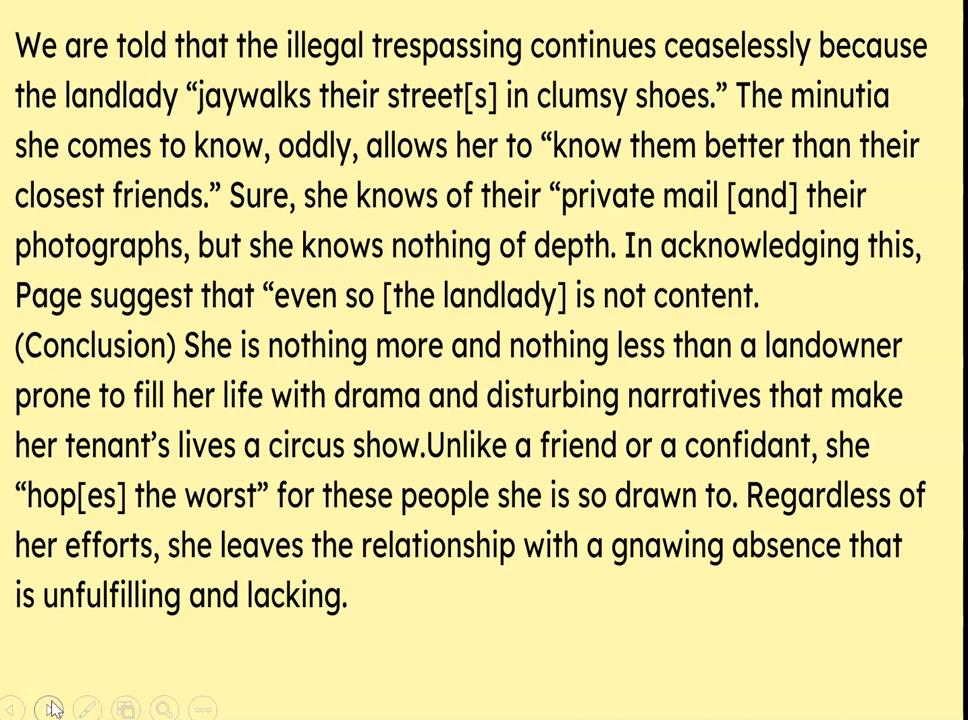 We are told that the illegal trespassing continues ceaselessly because
the landlady “jaywalks their street[s] in clumsy shoes.” The minutia
she comes to know, oddly, allows her to “know them better than their
closest friends.” Sure, she knows of their “private mail [and] their
photographs, but she knows nothing of depth. In acknowledging this,
Page suggest that “even so [the landlady] is not content.
(Conclusion) She is nothing more and nothing less than a landowner
prone to fill her life with drama and disturbing narratives that make
her tenant’s lives a circus show.Unlike a friend or a confidant, she
“hop[es] the worst” for these people she is so drawn to. Regardless of
her efforts, she leaves the relationship with a gnawing absence that
is unfulfilling and lacking.